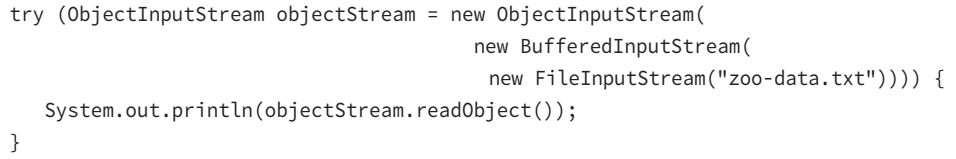 try (ObjectInputStream objectStream = new ObjectInputStream(
new BufferedInputStream(
new FileInputStream("zoo-data.txt")))) {
System.out.println(objectStream.readObject());
}